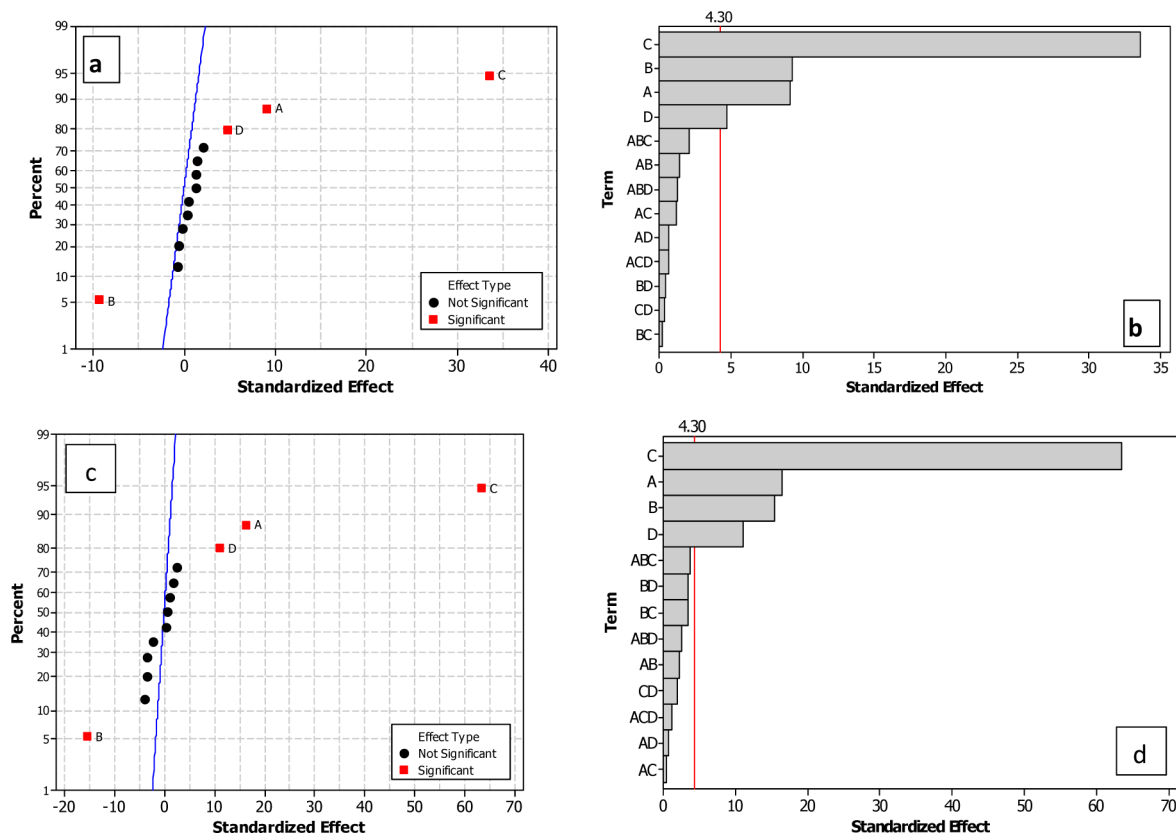 a
99
95
90
80
70
60
50
40
30
20
10
5
1
Percent
C
A
D
B
Effect Type
Not Significant
Significant
-10 0 10 20 30 40
Standardized Effect
4.30
Term
C
B
A
D
ABC
AB
ABD
AC
AD
ACD
BD
CD
BC
b
0 5 10 15 20 25 30 35
Standardized Effect
c
99
95
90
80
70
60
50
40
30
20
10
5
1
Percent
C
A
D
B
Effect Type
Not Significant
Significant
-20 -10 0 10 20 30 40 50 60 70
Standardized Effect
4.30
Term
C
A
B
D
ABC
BD
BC
ABD
AB
CD
ACD
AD
AC
d
0 10 20 30 40 50 60 70
Standardized Effect